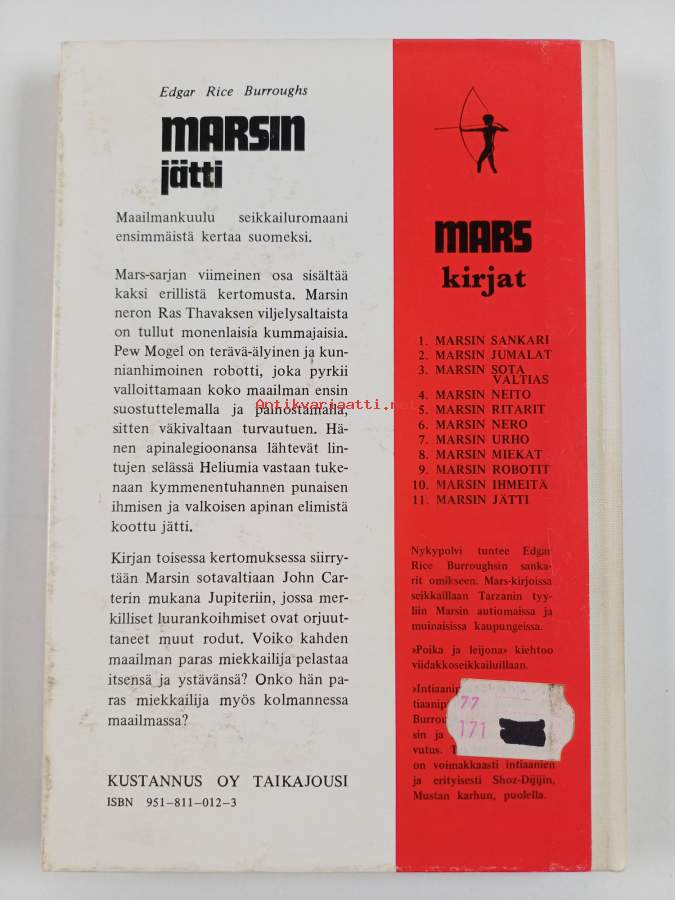 Edgar Rice Burroughs
MARSIN
jätti
Maailmankuulu seikkailuromaani
ensimmäistä kertaa suomeksi.
Mars-sarjan viimeinen osa sisältää
kaksi erillistä kertomusta. Marsin
neron Ras Thavaksen viljelysaltaista
on tullut monenlaisia kummajaisia.
Pew Mogel on terävä-älyinen ja kun-
nianhimoinen robotti, joka pyrkii
valloittamaan koko maailman ensin
suostuttelemalla ja painostamalla,
sitten väkivaltaan turvautuen. Hä-
nen apinalegioonansa lähtevät lin-
tujen selässä Heliumia vastaan tuke-
naan kymmenentuhannen punaisen
ihmisen ja valkoisen apinan elimistä
koottu jätti.
Kirjan toisessa kertomuksessa siirry-
tään Marsin sotavaltiaan John Car-
terin mukana Jupiteriin, jossa mer-
killiset luurankoihmiset ovat orjuut-
taneet muut rodut. Voiko kahden
maailman paras miekkailija pelastaa
itsensä ja ystävänsä? Onko hän pa-
ras miekkailija myös kolmannessa
maailmassa?
KUSTANNUS OY TAIKAJOUSI
ISBN 951–811–012–3
MARS
kirjat
1. MARSIN SANKARI
2. MARSIN JUMALAT
3. MARSIN SOTA
VALTIAS
4. MARSIN NEITO
5. MARSIN RITARIT
6. MARSIN NERO
7. MARSIN URHO
8. MARSIN MIEKAT
9. MARSIN ROBOTIT
10. MARSIN IHMEITÄ
11. MARSIN JÄTTI
Nykypolvi tuntee Edgar
Rice Burroughsin sanka-
rit omikseen. Mars-kirjoissa
seikkaillaan Tarzanin tyy-
liin Marsin autiomaissa ja
muinaisissa kaupungeissa.
»Poika ja leijona» kiehtoo
viidakkoseikkailuillaan.
»Intiaanip
tiaanip
Burrou
sin ja
vutus. T
on voimakkaasti intiaanien
ja erityisesti Shoz-Dijijin,
Mustan karhun, puolella.
77
171
Antikvariaatti.net